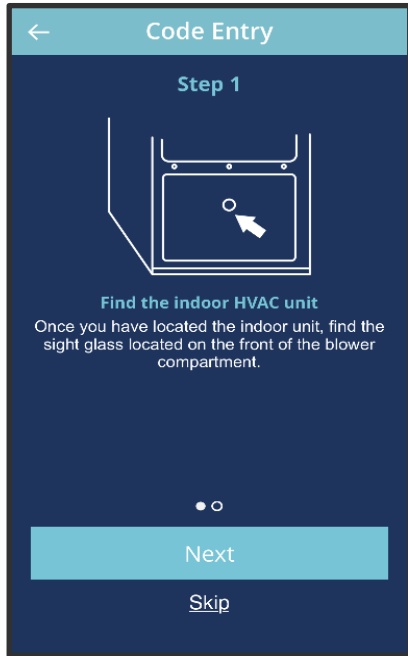 Code Entry
Step 1
Find the indoor HVAC unit
Once you have located the indoor unit, find the
sight glass located on the front of the blower
compartment.
Next
Skip